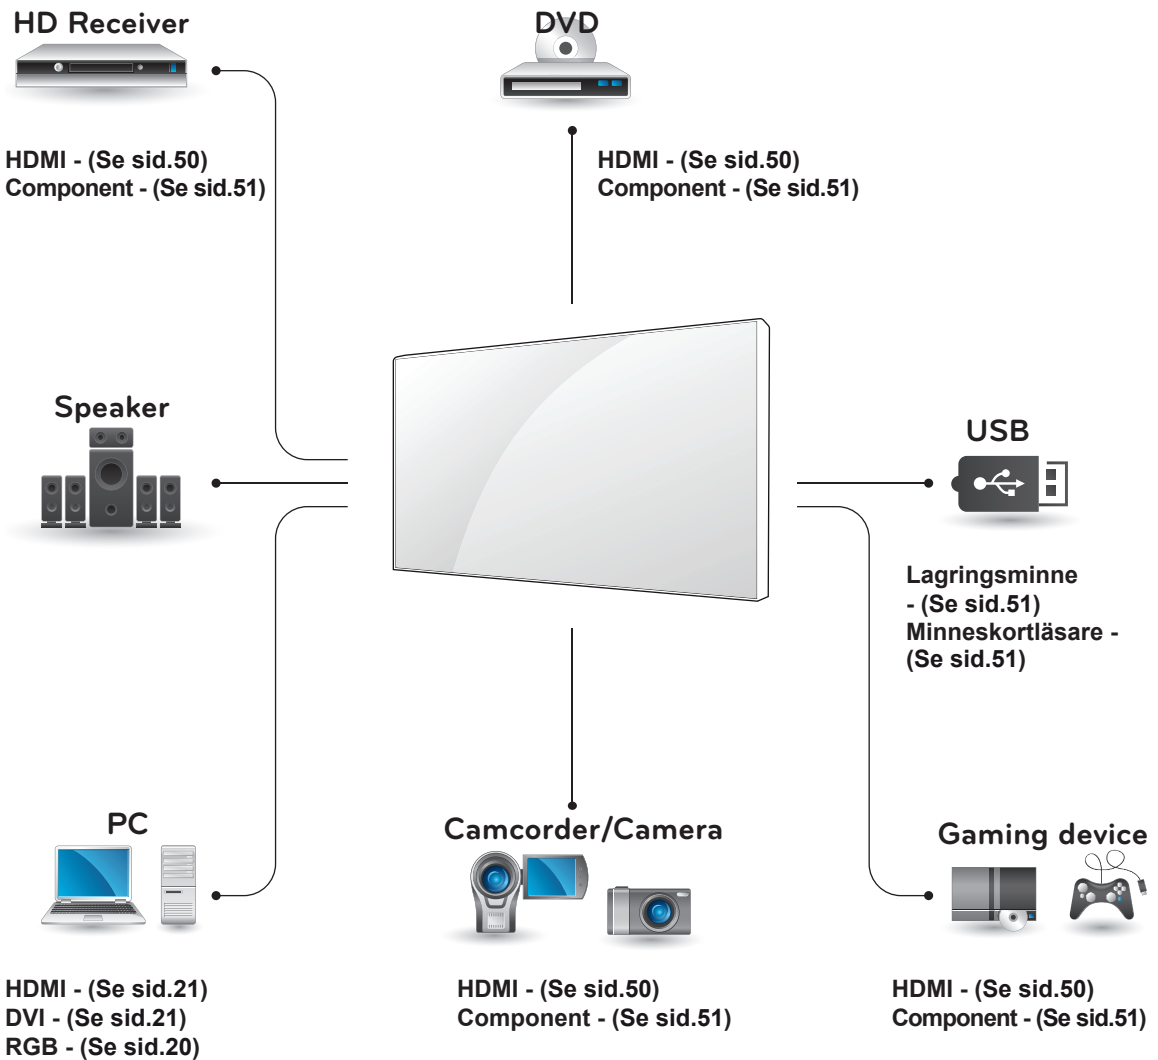 HD Receiver
HDMI - (Se sid.50)
Component - (Se sid.51)
DVD
HDMI - (Se sid.50)
Component - (Se sid.51)
Speaker
USB
Lagringsminne
- (Se sid.51)
Minneskortläsare -
(Se sid.51)
PC
HDMI - (Se sid.21)
DVI - (Se sid.21)
RGB - (Se sid.20)
Camcorder/Camera
HDMI - (Se sid.50)
Component - (Se sid.51)
Gaming device
HDMI - (Se sid.50)
Component - (Se sid.51)